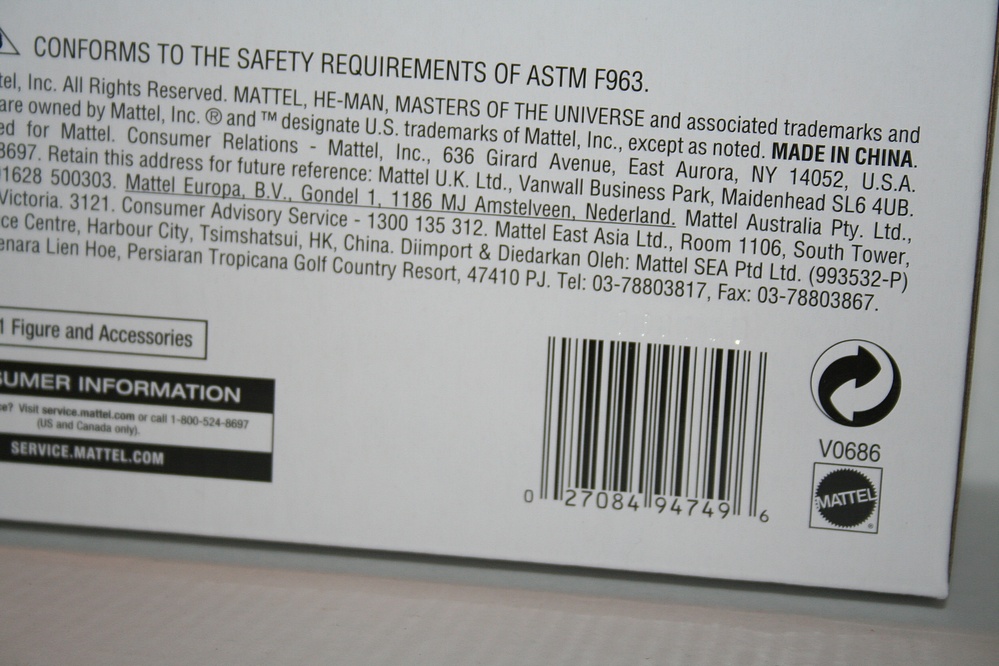 CONFORMS TO THE SAFETY REQUIREMENTS OF ASTM F963.
tel, Inc. All Rights Reserved. MATTEL, HE-MAN, MASTERS OF THE UNIVERSE and associated trademarks and
are owned by Mattel, Inc. ® and ™ designate U.S. trademarks of Mattel, Inc., except as noted. MADE IN CHINA.
ed for Mattel. Consumer Relations - Mattel, Inc., 636 Girard Avenue, East Aurora, NY 14052, U.S.A.
8697. Retain this address for future reference: Mattel U.K. Ltd., Vanwall Business Park, Maidenhead SL6 4UB.
01628 500303. Mattel Europa, B.V., Gondel 1, 1186 MJ Amstelveen, Nederland. Mattel Australia Pty. Ltd.,
Victoria. 3121. Consumer Advisory Service - 1300 135 312. Mattel East Asia Ltd., Room 1106, South Tower,
ce Centre, Harbour City, Tsimshatsui, HK, China. Diimport & Diedarkan Oleh: Mattel SEA Ptd Ltd. (993532-P)
enara Lien Hoe, Persiaran Tropicana Golf Country Resort, 47410 PJ. Tel: 03-78803817, Fax: 03-78803867.
1 Figure and Accessories
SUMER INFORMATION
ce? Visit service.mattel.com or call 1-800-524-8697
(US and Canada only).
SERVICE.MATTEL.COM
0 27084 94749 6
V0686
MATTEL
®